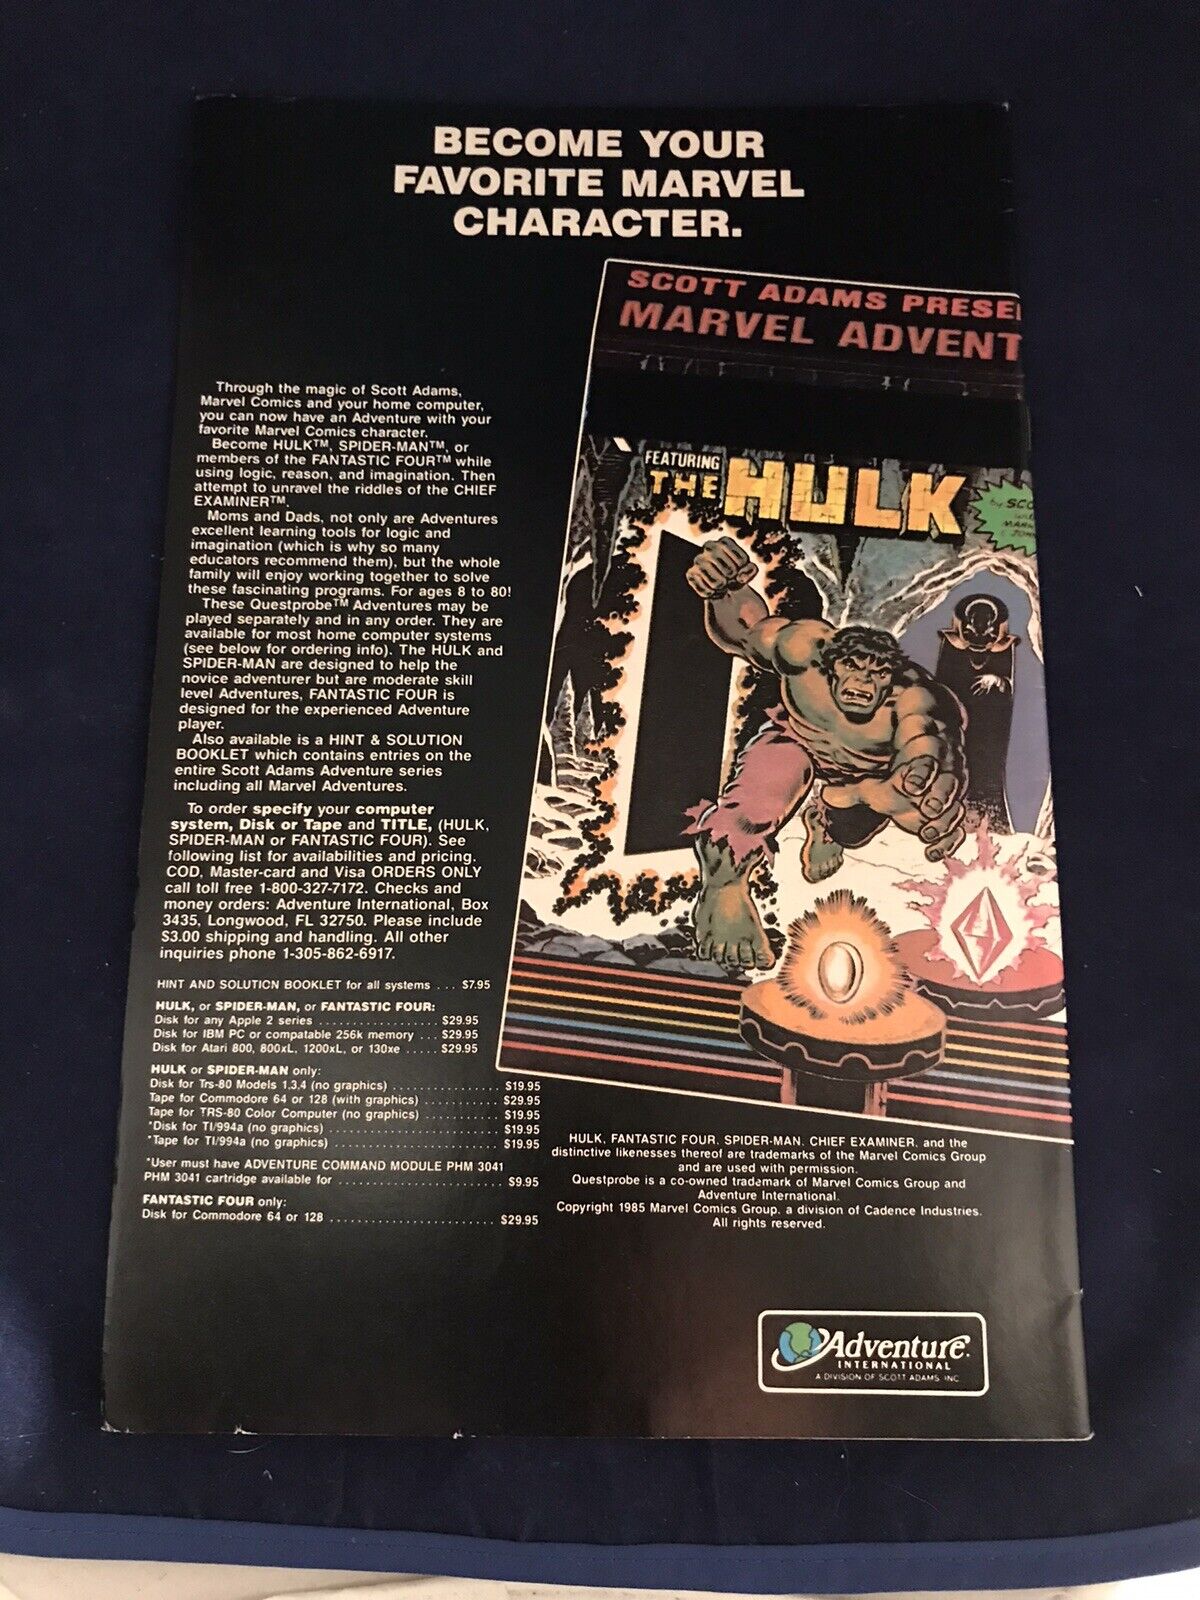 BECOME YOUR
FAVORITE MARVEL
CHARACTER.
SCOTT ADAMS
MARVEL
FEATURING
THE HULK
by
Through the magic of Scott Adams,
Marvel Comics and your home computer,
you can now have an Adventure with your
favorite Marvel Comics character.
Become HULK™, SPIDER-MAN™, or
members of the FANTASTIC FOUR™ while
using logic, reason, and imagination. Then
attempt to unravel the riddles of the CHIEF
EXAMINER™.
Moms and Dads, not only are Adventures
excellent learning tools for logic and
imagination (which is why so many
educators recommend them), but the whole
family will enjoy working together to solve
these fascinating programs. For ages 8 to 80!
These Questprobe™ Adventures may be
played separately and in any order. They are
available for most home computer systems
(see below for ordering info). The HULK and
SPIDER-MAN are designed to help the
novice adventurer but are moderate skill
level Adventures, FANTASTIC FOUR is
designed for the experienced Adventure
player.
Also available is a HINT & SOLUTION
BOOKLET which contains entries on the
entire Scott Adams Adventure series
including all Marvel Adventures.
To order specify your computer
system, Disk or Tape and TITLE, (HULK,
SPIDER-MAN or FANTASTIC FOUR). See
following list for availabilities and pricing.
COD, Master-card and Visa ORDERS ONLY
call toll free 1-800-327-7172. Checks and
money orders: Adventure International, Box
3435, Longwood, FL 32750. Please include
$3.00 shipping and handling. All other
inquiries phone 1-305-862-6917.
HINT AND SOLUTION BOOKLET for all systems ... $7.95
HULK, or SPIDER-MAN, or FANTASTIC FOUR:
Disk for any Apple 2 series .................. $29.95
Disk for IBM PC or compatable 256k memory ... $29.95
Disk for Atari 800, 800xL, 1200xL, or 130xe ..... $29.95
HULK or SPIDER-MAN only:
Disk for Trs-80 Models 1,3,4 (no graphics) ................ $19.95
Tape for Commodore 64 or 128 (with graphics) ............ $29.95
Tape for TRS-80 Color Computer (no graphics) ........... $19.95
*Disk for TI/994a (no graphics) ......................... $19.95
*Tape for TI/994a (no graphics) ......................... $19.95
*User must have ADVENTURE COMMAND MODULE PHM 3041
PHM 3041 cartridge available for ........................ $9.95
FANTASTIC FOUR only:
Disk for Commodore 64 or 128 ......................... $29.95
HULK, FANTASTIC FOUR, SPIDER-MAN, CHIEF EXAMINER, and the
distinctive likenesses thereof are trademarks of the Marvel Comics Group
and are used with permission.
Questprobe is a co-owned trademark of Marvel Comics Group and
Adventure International.
Copyright 1985 Marvel Comics Group, a division of Cadence Industries.
All rights reserved.
Adventure
INTERNATIONAL
A DIVISION OF SCOTT ADAMS, INC.